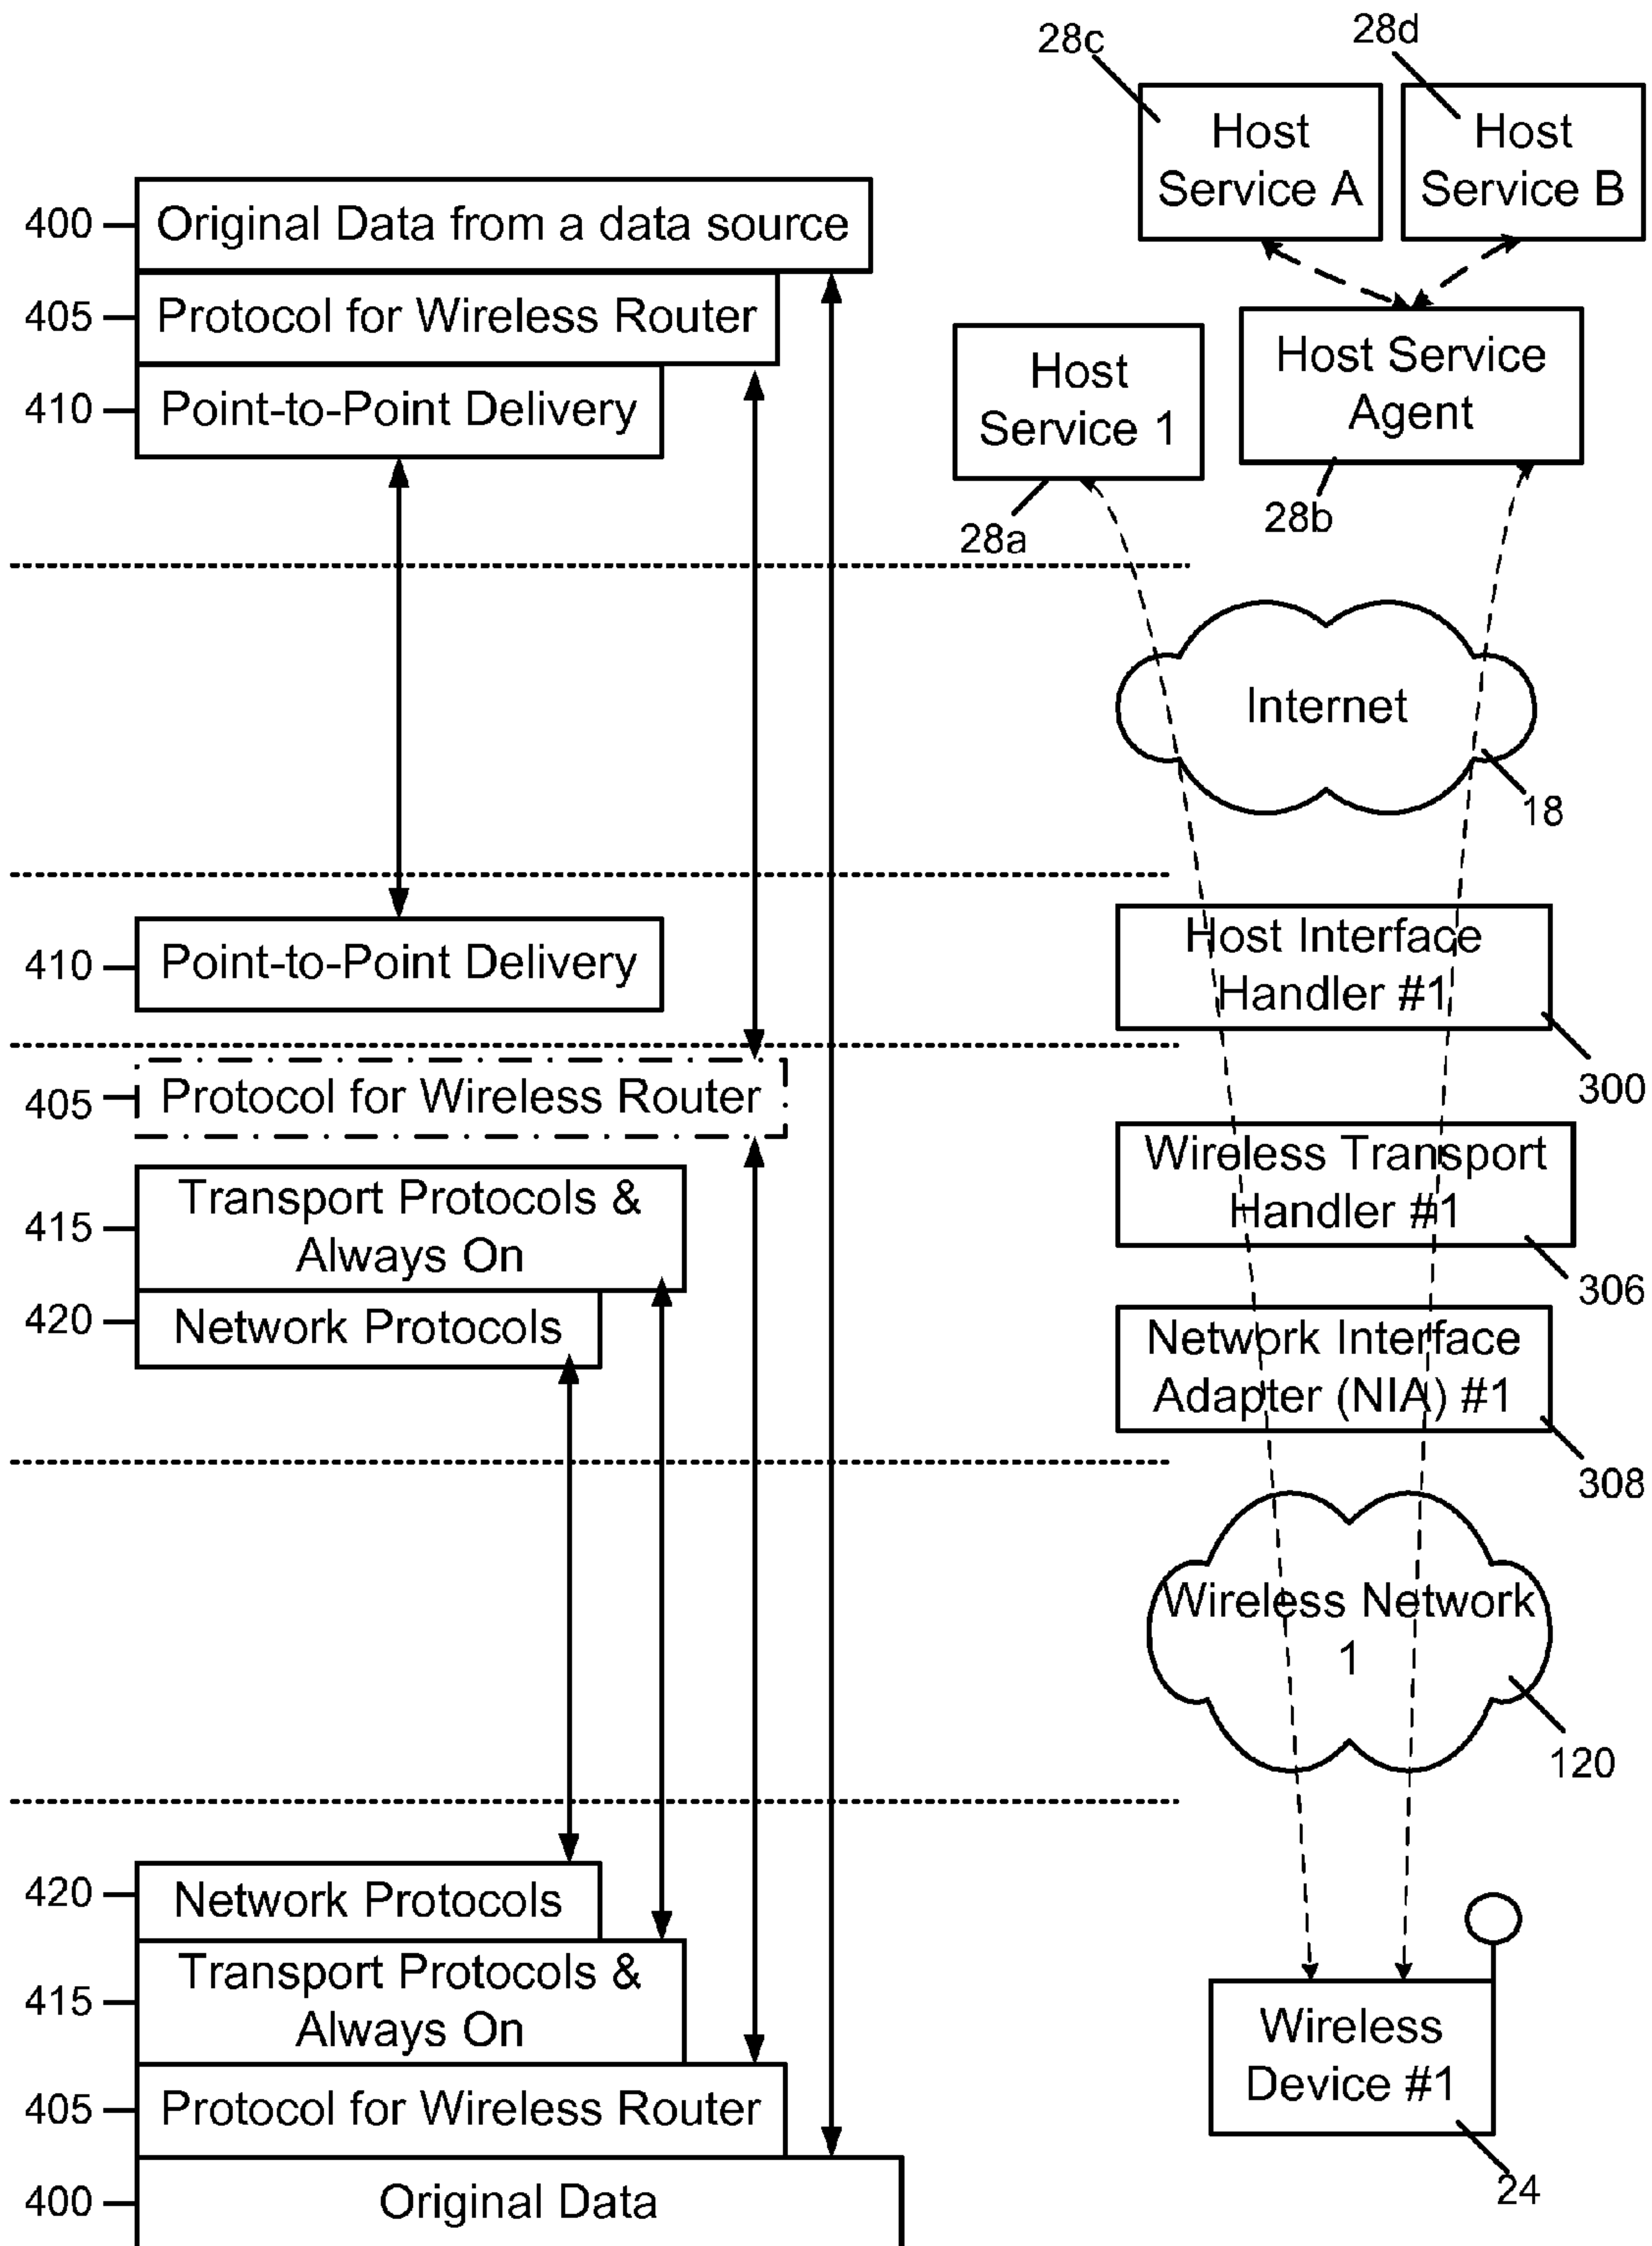 28c
28d
Host
Service A
Host
Service B
400
Original Data from a data source
405
Protocol for Wireless Router
410
Point-to-Point Delivery
Host
Service 1
Host Service
Agent
28a
28b
Internet
18
410
Point-to-Point Delivery
Host Interface
Handler #1
300
405
Protocol for Wireless Router
415
Transport Protocols &
Always On
420
Network Protocols
Wireless Transport
Handler #1
306
Network Interface
Adapter (NIA) #1
308
Wireless Network
1
120
420
Network Protocols
415
Transport Protocols &
Always On
405
Protocol for Wireless Router
400
Original Data
Wireless
Device #1
24